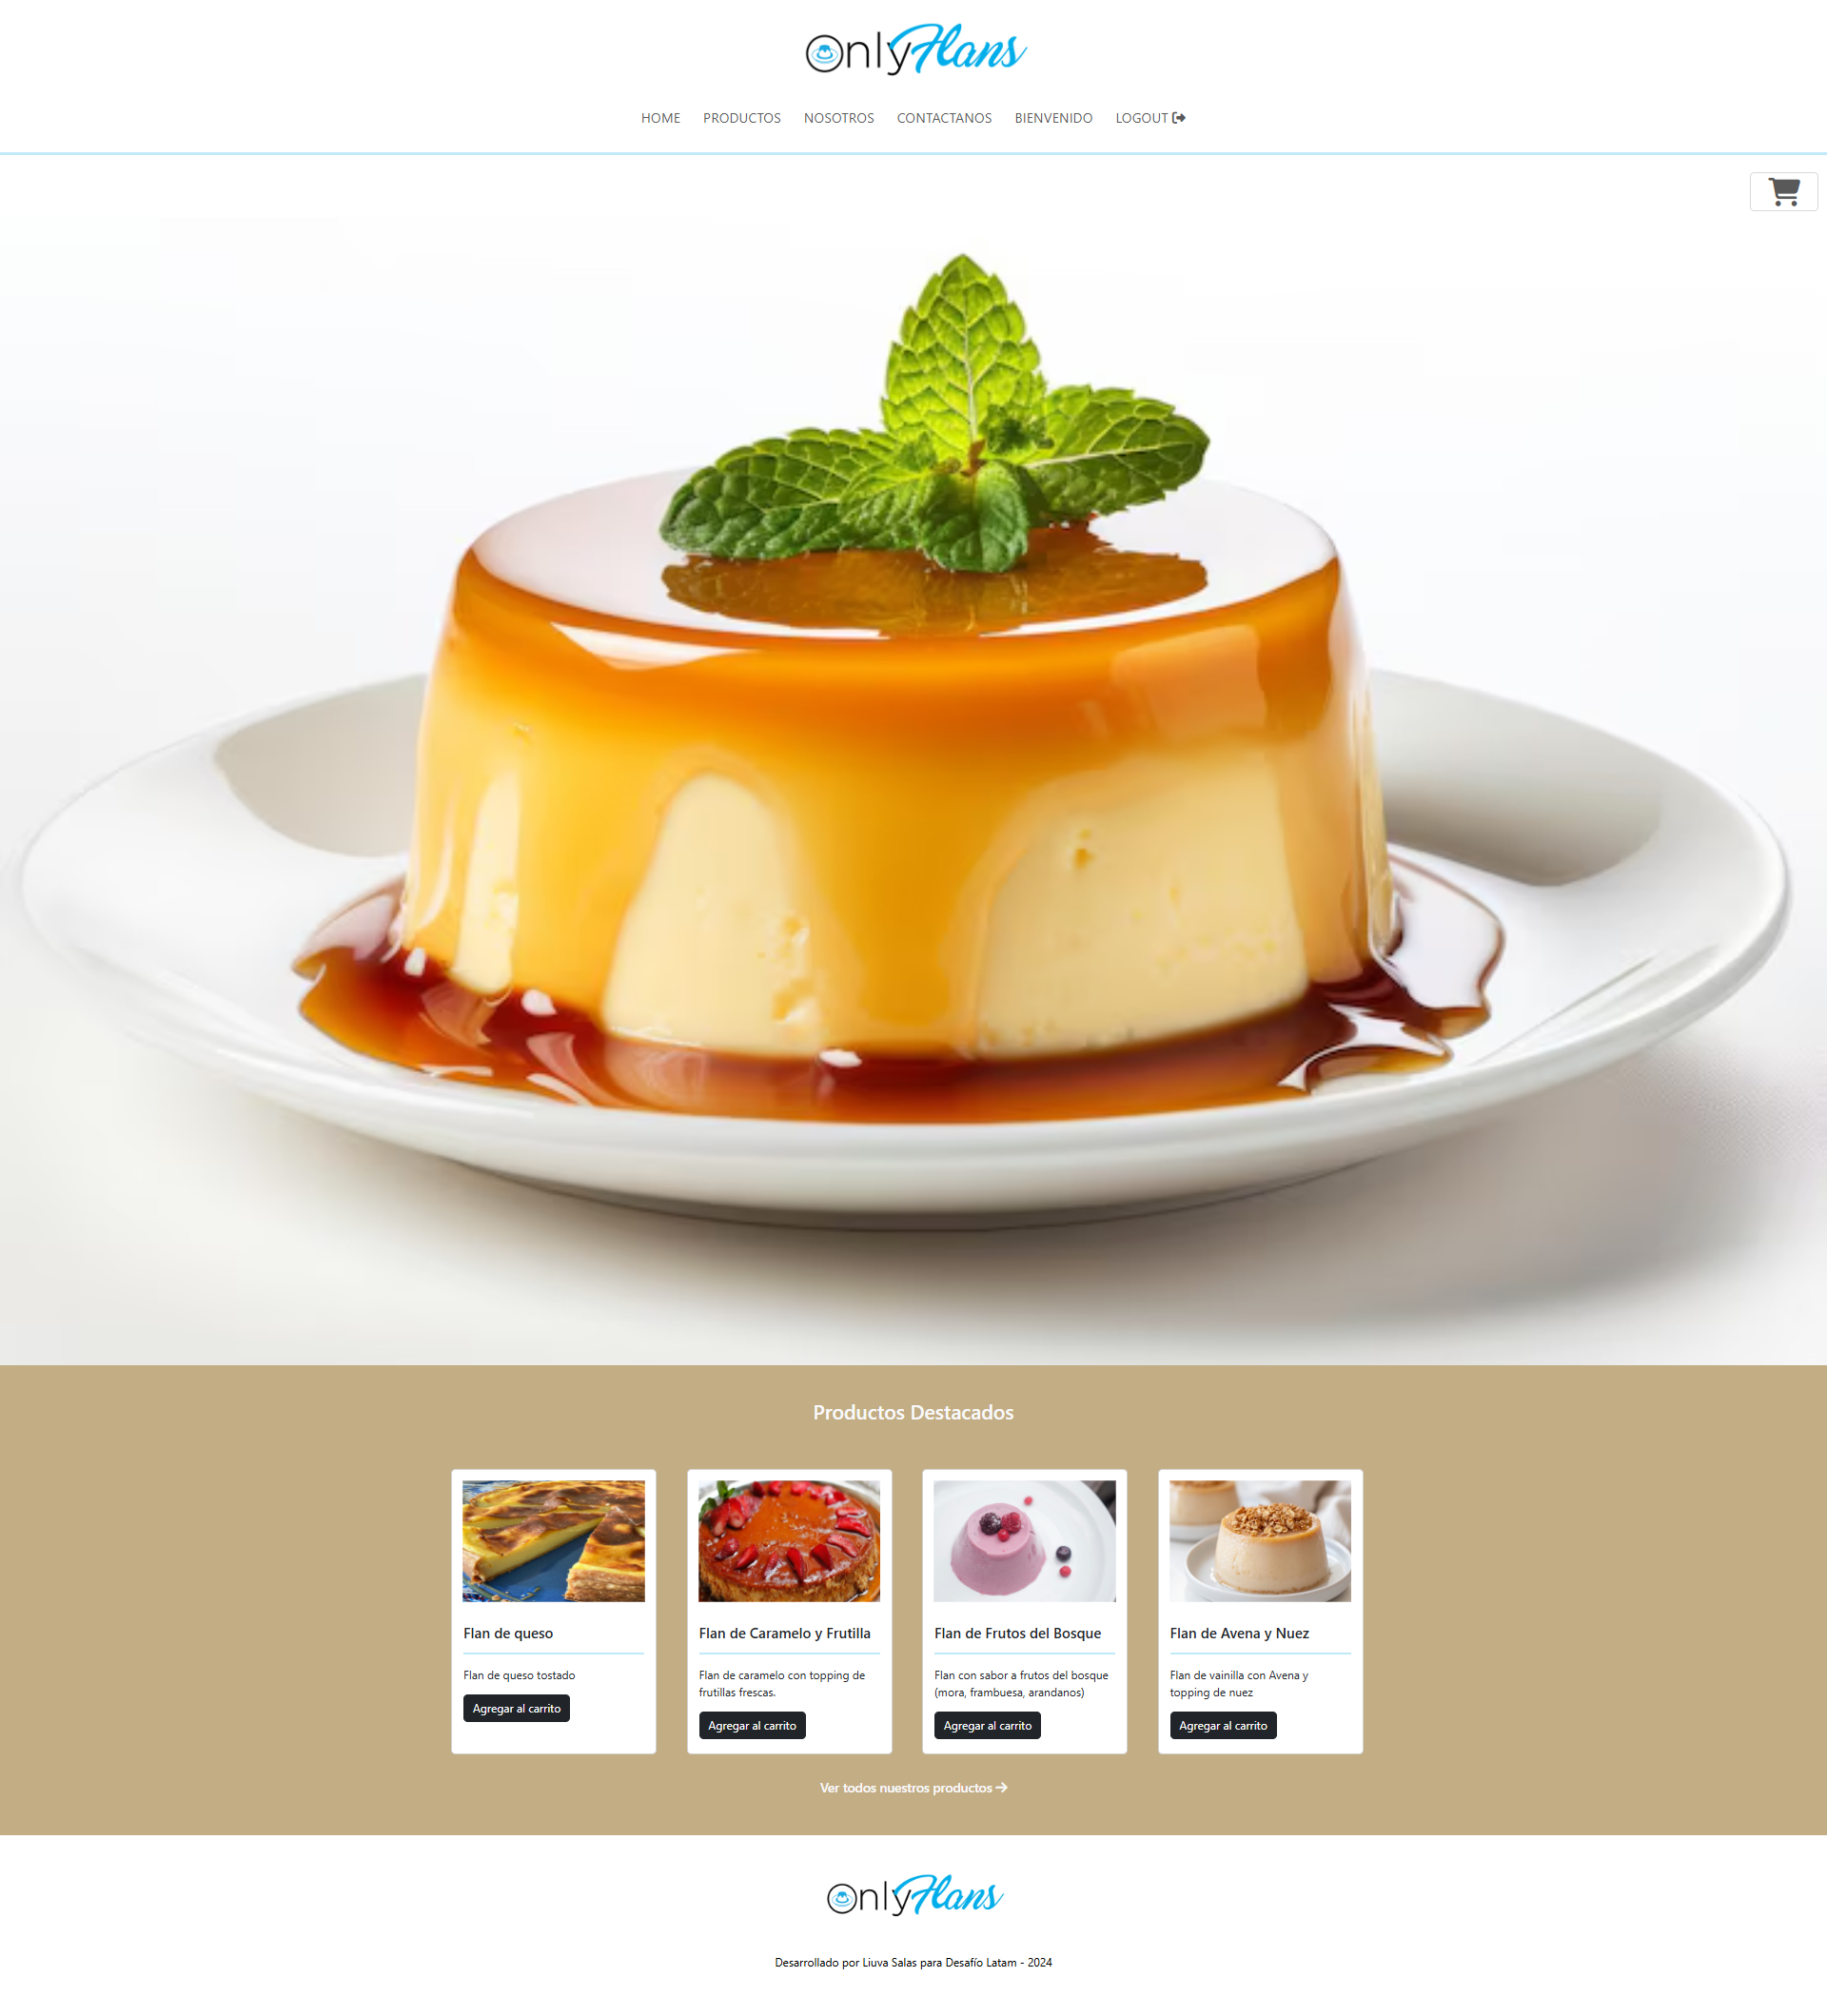 OnlyFlans
HOME PRODUCTOS NOSOTROS CONTACTANOS BIENVENIDO LOGOUT
Productos Destacados
Flan de queso
Flan de queso tostado
Agregar al carrito
Flan de Caramelo y Frutilla
Flan de caramelo con topping de
frutillas frescas.
Agregar al carrito
Flan de Frutos del Bosque
Flan con sabor a frutos del bosque
(mora, frambuesa, arandanos)
Agregar al carrito
Flan de Avena y Nuez
Flan de vainilla con Avena y
topping de nuez
Agregar al carrito
Ver todos nuestros productos
OnlyFlans
Desarrollado por Liuva Salas para Desafío Latam - 2024